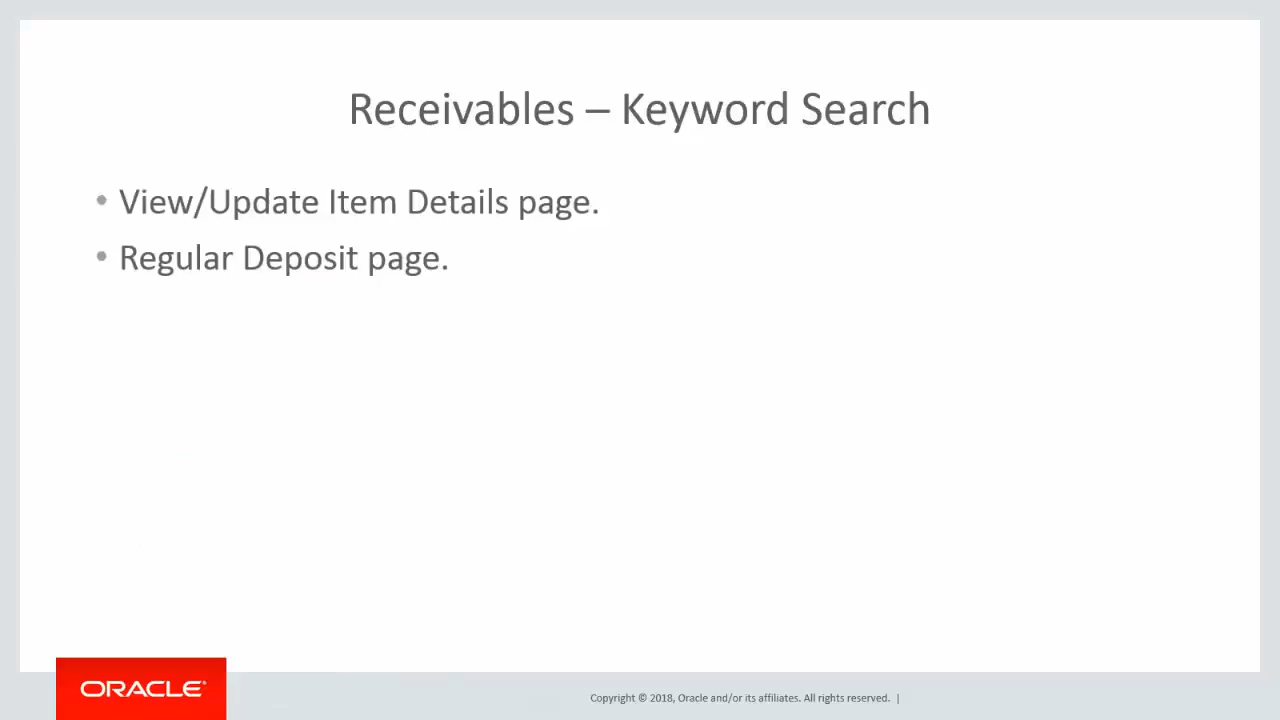 Receivables – Keyword Search
• View/Update Item Details page.
• Regular Deposit page.
ORACLE®
Copyright © 2018, Oracle and/or its affiliates. All rights reserved. |